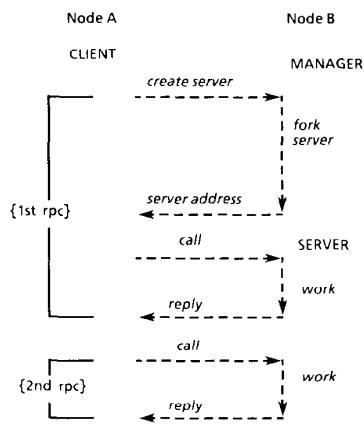 Node A Node B
CLIENT
MANAGER
create server
fork
server
server address
{1st rpc}
call
SERVER
work
reply
call
work
{2nd rpc}
reply